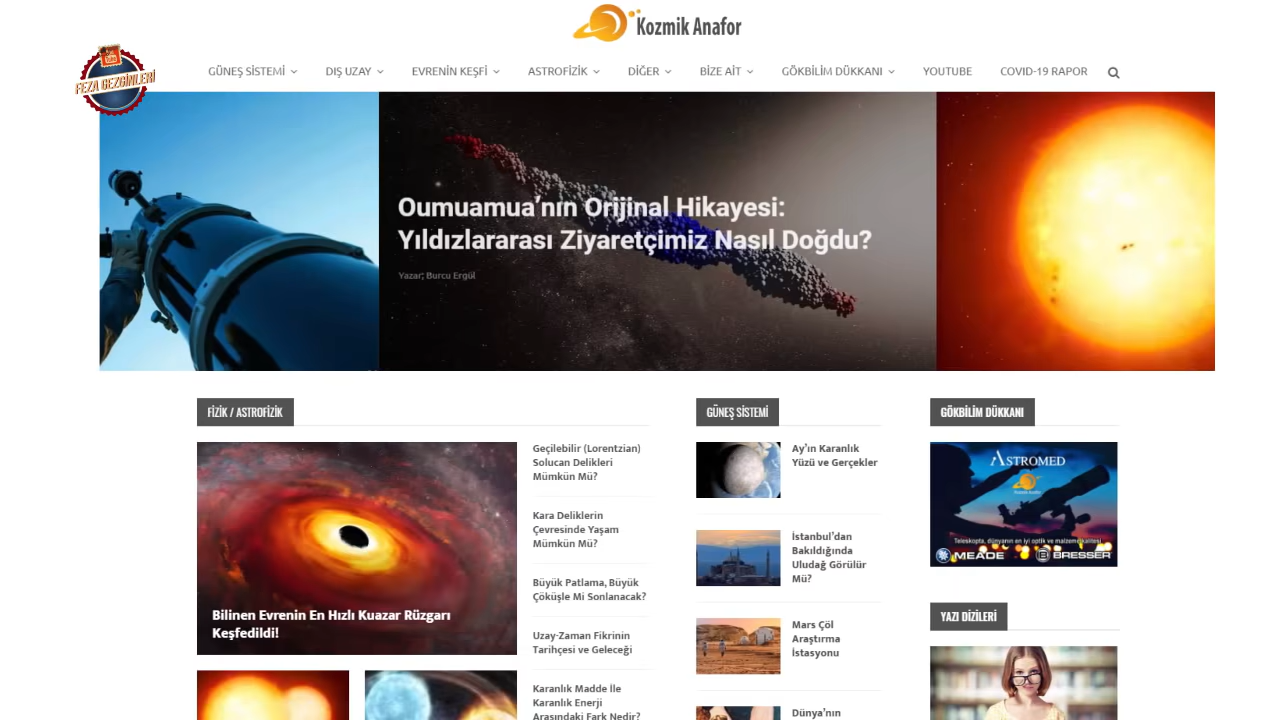 Kozmik Anafor
FEZA GEZGİNLERİ
GÜNEŞ SİSTEMİ
DIŞ UZAY
EVRENİN KEŞFİ
ASTROFİZİK
DİĞER
BİZE AİT
GÖKBİLİM DÜKKANI
YOUTUBE
COVID-19 RAPOR
Oumuamua’nın Orijinal Hikayesi:
Yıldızlararası Ziyaretçimiz Nasıl Doğdu?
Yazar; Burcu Ergül
FİZİK / ASTROFİZİK
Bilinen Evrenin En Hızlı Kuazar Rüzgarı
Keşfedildi!
Geçilebilir (Lorentzian)
Solucan Delikleri
Mümkün Mü?
Kara Deliklerin
Çevresinde Yaşam
Mümkün Mü?
Büyük Patlama, Büyük
Çöküşle Mi Sonlanacak?
Uzay-Zaman Fikrinin
Tarihçesi ve Geleceği
Karanlık Madde İle
Karanlık Enerji
Arasındaki Fark Nedir?
GÜNEŞ SİSTEMİ
Ay’ın Karanlık
Yüzü ve Gerçekler
İstanbul’dan
Bakıldığında
Uludağ Görülür
Mü?
Mars Çöl
Araştırma
İstasyonu
Dünya’nın
GÖKBİLİM DÜKKANI
ASTROMED
Kozmik Anafor
Teleskopta, dünyanın en iyi optik ve malzeme kalitesi
MEADE
BRESSER
YAZI DİZİLERİ